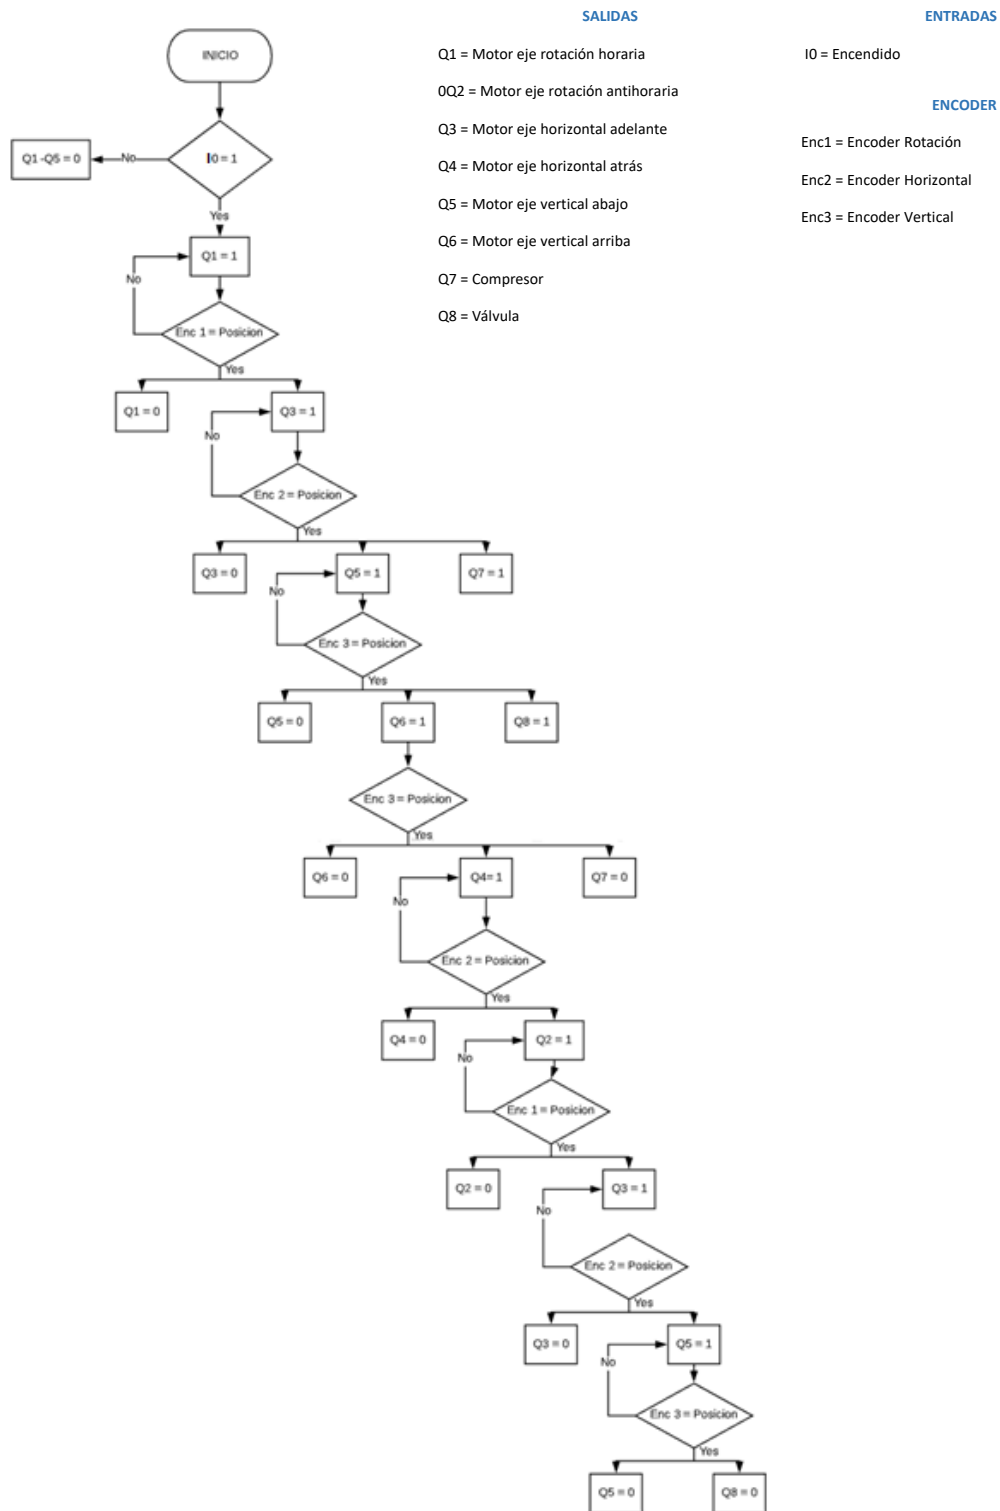 SALIDAS
ENTRADAS
Q1 = Motor eje rotación horaria
I0 = Encendido
0Q2 = Motor eje rotación antihoraria
ENCODER
Q3 = Motor eje horizontal adelante
Enc1 = Encoder Rotación
Q4 = Motor eje horizontal atrás
Enc2 = Encoder Horizontal
Q5 = Motor eje vertical abajo
Enc3 = Encoder Vertical
Q6 = Motor eje vertical arriba
Q7 = Compresor
Q8 = Válvula
INICIO
Q1 -Q5 = 0
No
I0 = 1
Yes
Q1 = 1
No
Enc 1 = Posicion
Yes
Q1 = 0
Q3 = 1
No
Enc 2 = Posicion
Yes
Q3 = 0
Q5 = 1
Q7 = 1
No
Enc 3 = Posicion
Yes
Q5 = 0
Q6 = 1
Q8 = 1
Enc 3 = Posicion
Yes
Q6 = 0
Q4= 1
Q7 = 0
No
Enc 2 = Posicion
Yes
Q4 = 0
Q2 = 1
No
Enc 1 = Posicion
Yes
Q2 = 0
Q3 = 1
No
Enc 2 = Posicion
Yes
Q3 = 0
Q5 = 1
No
Enc 3 = Posicion
Yes
Q5 = 0
Q8 = 0